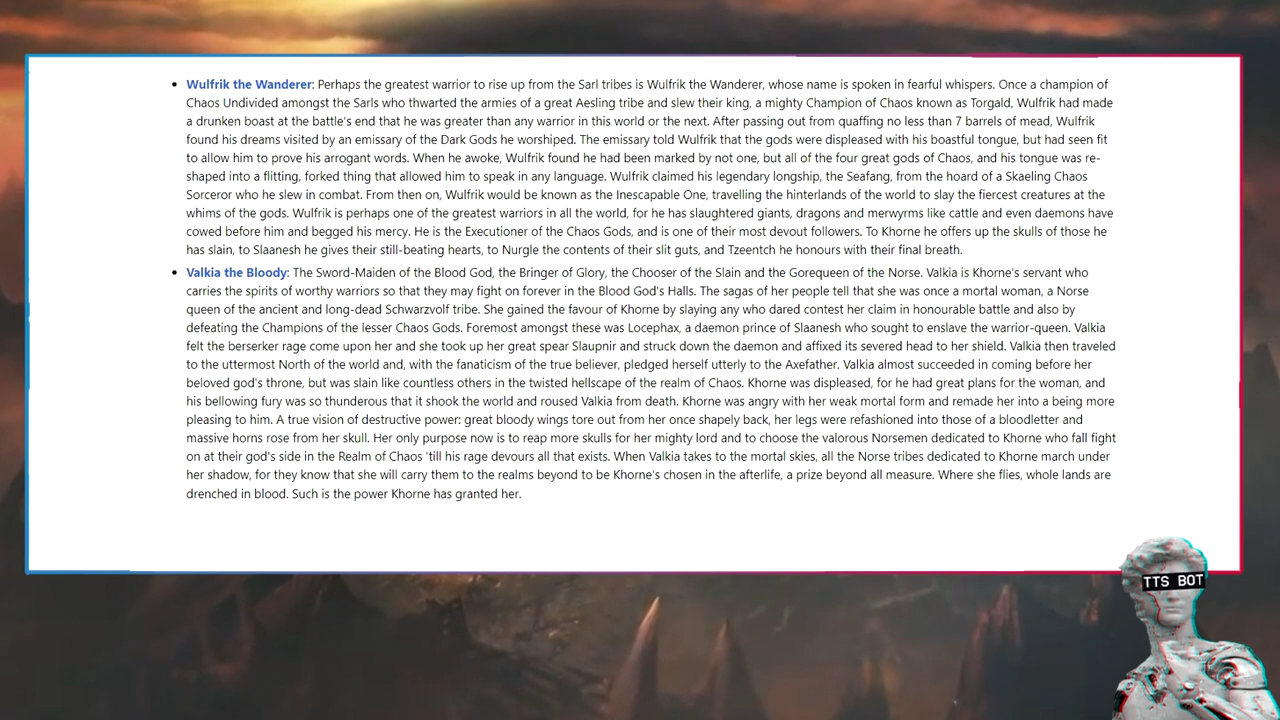 • Wulfrik the Wanderer: Perhaps the greatest warrior to rise up from the Sarl tribes is Wulfrik the Wanderer, whose name is spoken in fearful whispers. Once a champion of
Chaos Undivided amongst the Sarls who thwarted the armies of a great Aesling tribe and slew their king, a mighty Champion of Chaos known as Torgald, Wulfrik had made
a drunken boast at the battle's end that he was greater than any warrior in this world or the next. After passing out from quaffing no less than 7 barrels of mead, Wulfrik
found his dreams visited by an emissary of the Dark Gods he worshiped. The emissary told Wulfrik that the gods were displeased with his boastful tongue, but had seen fit
to allow him to prove his arrogant words. When he awoke, Wulfrik found he had been marked by not one, but all of the four great gods of Chaos, and his tongue was re-
shaped into a flitting, forked thing that allowed him to speak in any language. Wulfrik claimed his legendary longship, the Seafang, from the hoard of a Skaeling Chaos
Sorceror who he slew in combat. From then on, Wulfrik would be known as the Inescapable One, travelling the hinterlands of the world to slay the fiercest creatures at the
whims of the gods. Wulfrik is perhaps one of the greatest warriors in all the world, for he has slaughtered giants, dragons and merwyrms like cattle and even daemons have
cowed before him and begged his mercy. He is the Executioner of the Chaos Gods, and is one of their most devout followers. To Khorne he offers up the skulls of those he
has slain, to Slaanesh he gives their still-beating hearts, to Nurgle the contents of their slit guts, and Tzeentch he honours with their final breath.
• Valkia the Bloody: The Sword-Maiden of the Blood God, the Bringer of Glory, the Chooser of the Slain and the Gorequeen of the Norse. Valkia is Khorne's servant who
carries the spirits of worthy warriors so that they may fight on forever in the Blood God's Halls. The sagas of her people tell that she was once a mortal woman, a Norse
queen of the ancient and long-dead Schwarzvolf tribe. She gained the favour of Khorne by slaying any who dared contest her claim in honourable battle and also by
defeating the Champions of the lesser Chaos Gods. Foremost amongst these was Locephax, a daemon prince of Slaanesh who sought to enslave the warrior-queen. Valkia
felt the berserker rage come upon her and she took up her great spear Slaupnir and struck down the daemon and affixed its severed head to her shield. Valkia then traveled
to the uttermost North of the world and, with the fanaticism of the true believer, pledged herself utterly to the Axefather. Valkia almost succeeded in coming before her
beloved god's throne, but was slain like countless others in the twisted hellscape of the realm of Chaos. Khorne was displeased, for he had great plans for the woman, and
his bellowing fury was so thunderous that it shook the world and roused Valkia from death. Khorne was angry with her weak mortal form and remade her into a being more
pleasing to him. A true vision of destructive power: great bloody wings tore out from her once shapely back, her legs were refashioned into those of a bloodletter and
massive horns rose from her skull. Her only purpose now is to reap more skulls for her mighty lord and to choose the valorous Norsemen dedicated to Khorne who fall fight
on at their god's side in the Realm of Chaos 'till his rage devours all that exists. When Valkia takes to the mortal skies, all the Norse tribes dedicated to Khorne march under
her shadow, for they know that she will carry them to the realms beyond to be Khorne's chosen in the afterlife, a prize beyond all measure. Where she flies, whole lands are
drenched in blood. Such is the power Khorne has granted her.
TTS BOT